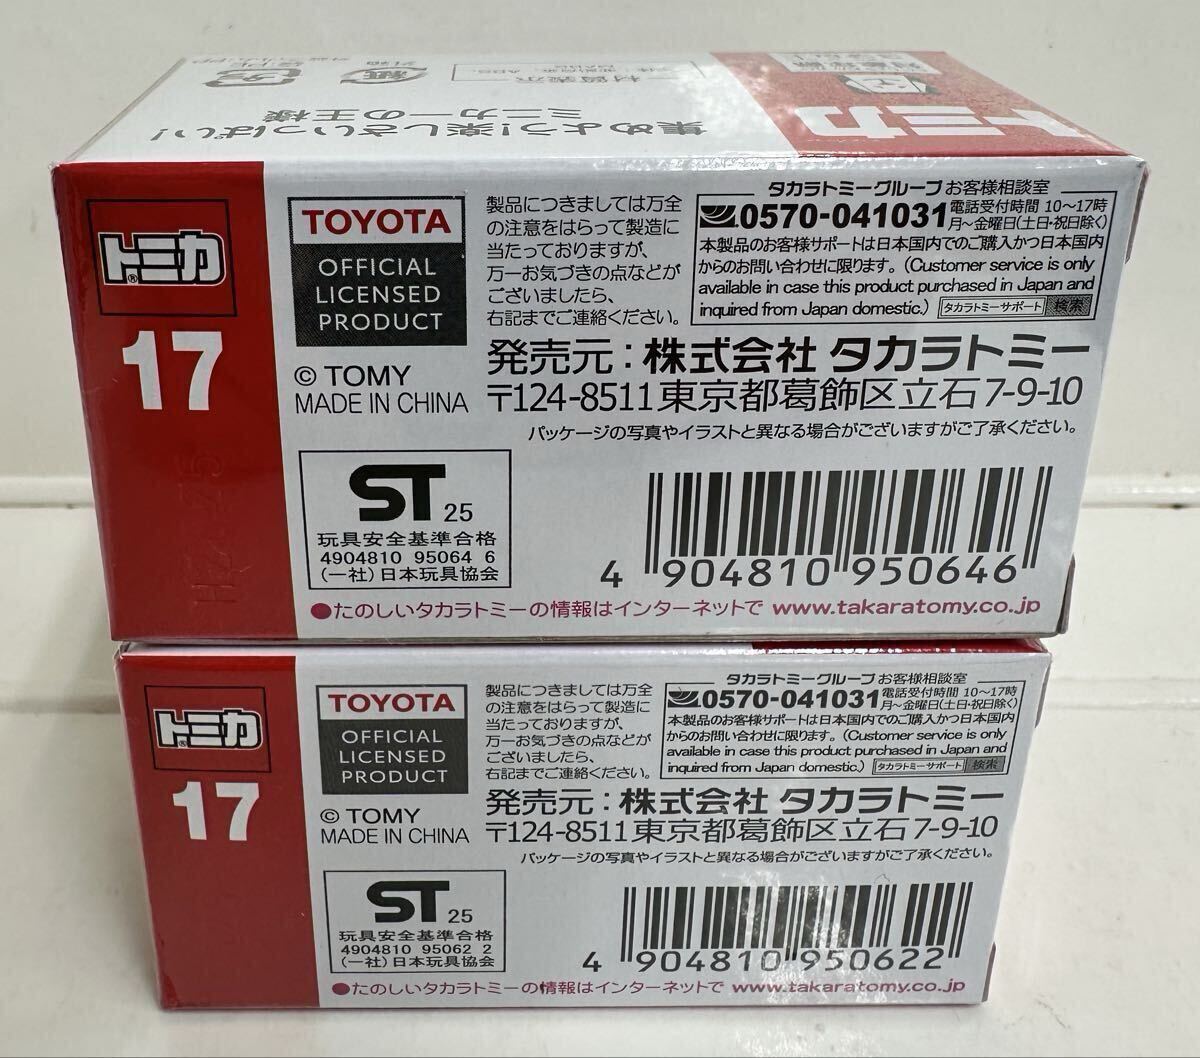 トミカ
集めよう!楽しさいっぱい!
ミニカーの王様
材質表示
紙
トミカ®
17
TOYOTA
OFFICIAL
LICENSED
PRODUCT
© TOMY
MADE IN CHINA
製品につきましては万全
の注意をはらって製造に
当たっておりますが、
万一お気づきの点などが
ございましたら、
右記までご連絡ください。
タカラトミーグループ お客様相談室
0570-041031 電話受付時間 10〜17時
月〜金曜日(土日・祝日除く)
本製品のお客様サポートは日本国内でのご購入かつ日本国内
からのお問い合わせに限ります。(Customer service is only
available in case this product purchased in Japan and
inquired from Japan domestic.) タカラトミーサポート 検索
発売元:株式会社 タカラトミー
〒124-8511 東京都葛飾区立石7-9-10
パッケージの写真やイラストと異なる場合がございますがご了承ください。
ST 25
玩具安全基準合格
4904810 95064 6
(一社)日本玩具協会
4 904810 950646
●たのしいタカラトミーの情報はインターネットで www.takaratomy.co.jp
トミカ®
17
TOYOTA
OFFICIAL
LICENSED
PRODUCT
© TOMY
MADE IN CHINA
製品につきましては万全
の注意をはらって製造に
当たっておりますが、
万一お気づきの点などが
ございましたら、
右記までご連絡ください。
タカラトミーグループ お客様相談室
0570-041031 電話受付時間 10〜17時
月〜金曜日(土日・祝日除く)
本製品のお客様サポートは日本国内でのご購入かつ日本国内
からのお問い合わせに限ります。(Customer service is only
available in case this product purchased in Japan and
inquired from Japan domestic.) タカラトミーサポート 検索
発売元:株式会社 タカラトミー
〒124-8511 東京都葛飾区立石7-9-10
パッケージの写真やイラストと異なる場合がございますがご了承ください。
ST 25
玩具安全基準合格
4904810 95062 2
(一社)日本玩具協会
4 904810 950622
●たのしいタカラトミーの情報はインターネットで www.takaratomy.co.jp